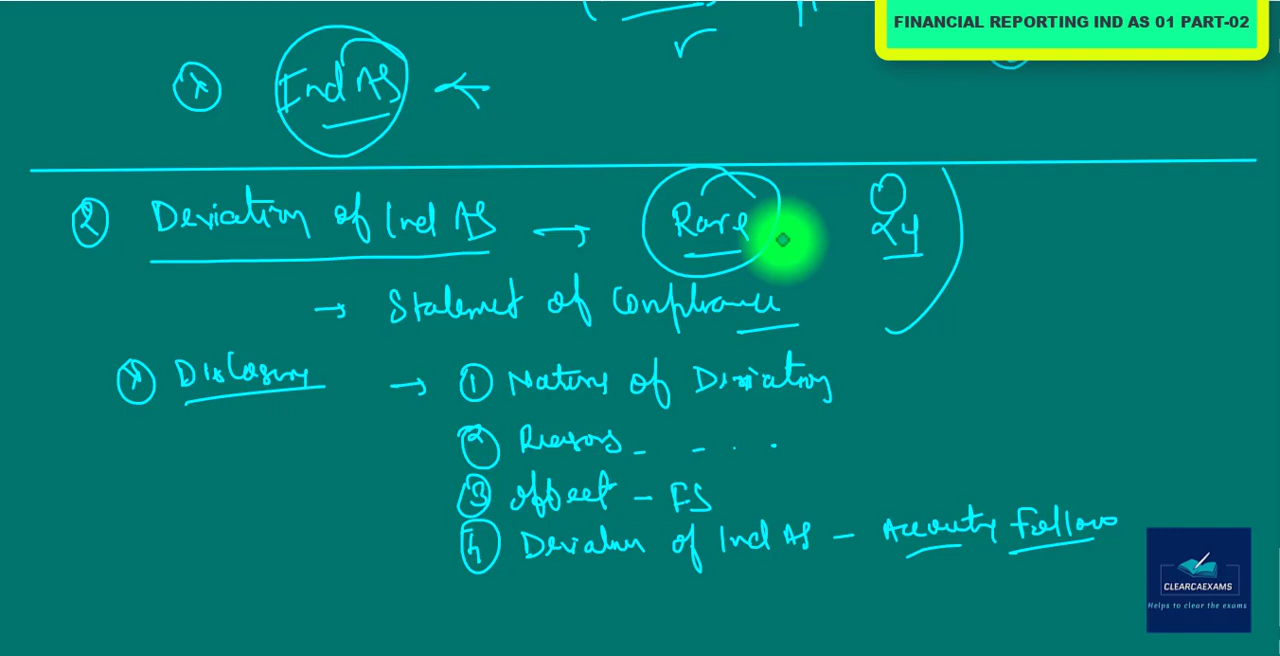 FINANCIAL REPORTING IND AS 01 PART-02
Ind AS
② Deviation of Ind AS → Rare Q 24
→ Statement of Compliance
Disclosure → ① Nature of Deviation
② Reasons - - . .
③ effect - FS
④ Deviation of Ind AS - Accounting Follow
CLEARCAEXAMS
Helps to clear the exams